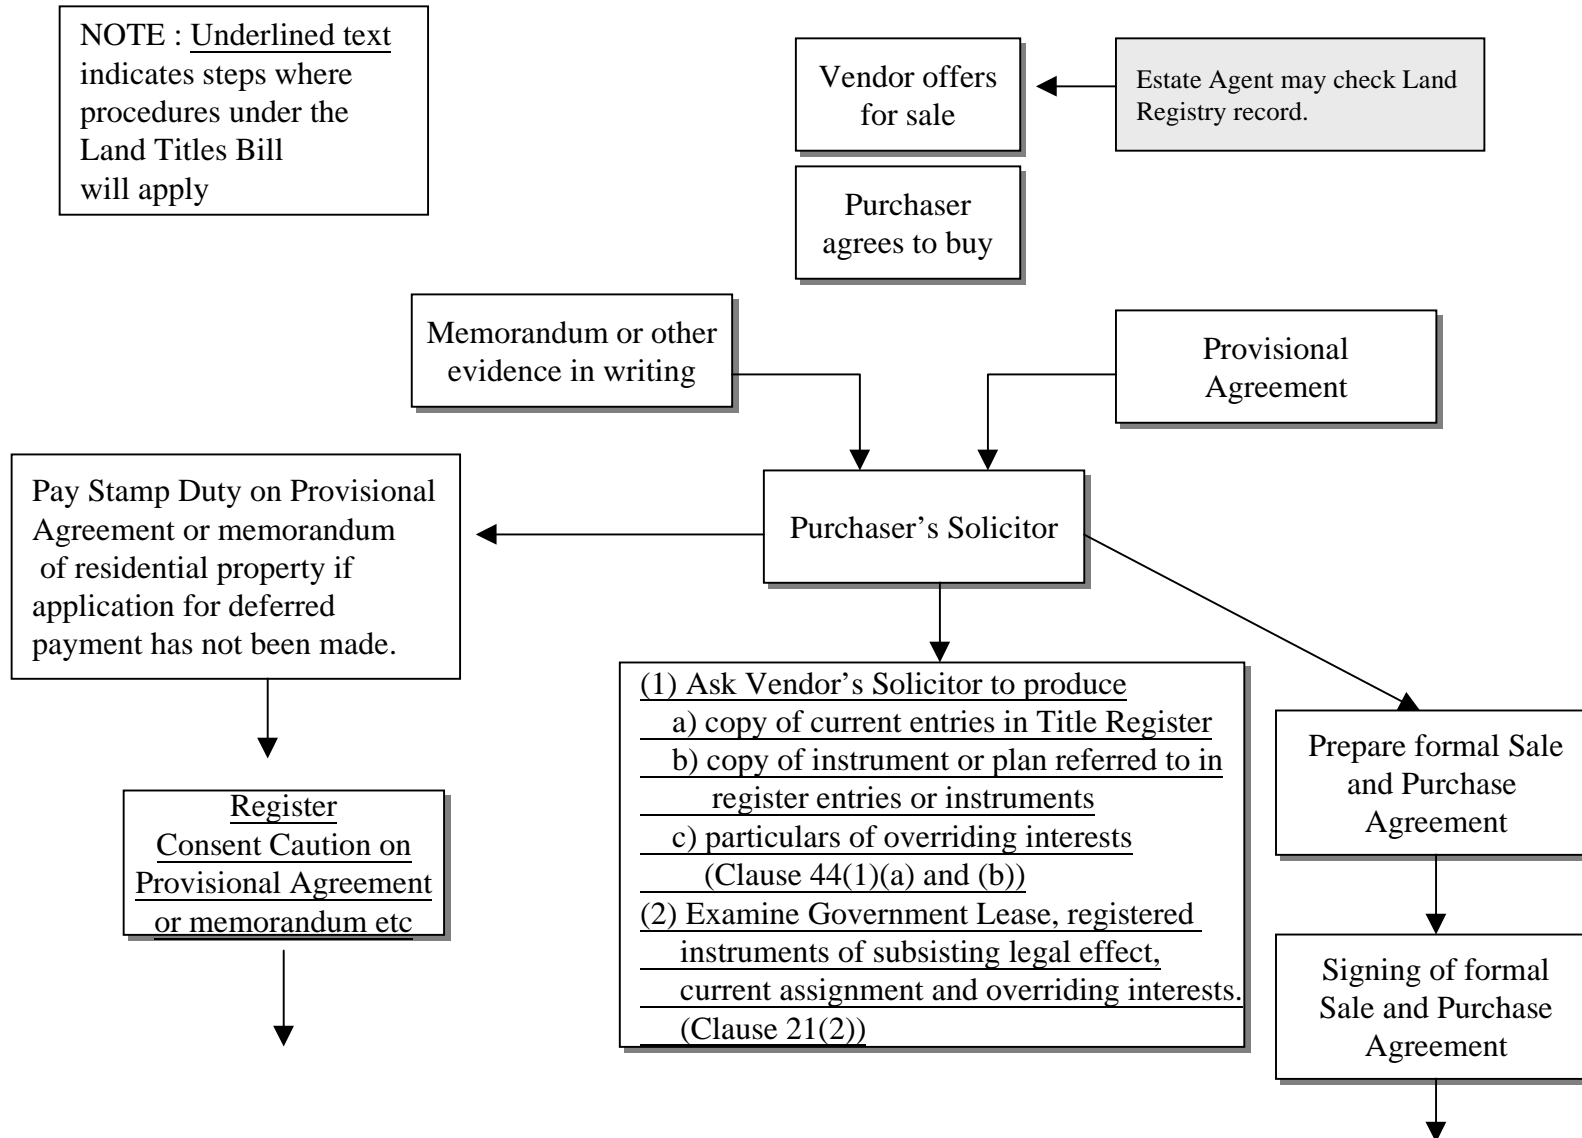 NOTE : Underlined text
indicates steps where
procedures under the
Land Titles Bill
will apply
Vendor offers
for sale
Estate Agent may check Land
Registry record.
Purchaser
agrees to buy
Memorandum or other
evidence in writing
Provisional
Agreement
Pay Stamp Duty on Provisional
Agreement or memorandum
of residential property if
application for deferred
payment has not been made.
Purchaser’s Solicitor
Register
Consent Caution on
Provisional Agreement
or memorandum etc
(1) Ask Vendor’s Solicitor to produce
a) copy of current entries in Title Register
b) copy of instrument or plan referred to in
register entries or instruments
c) particulars of overriding interests
(Clause 44(1)(a) and (b))
(2) Examine Government Lease, registered
instruments of subsisting legal effect,
current assignment and overriding interests.
(Clause 21(2))
Prepare formal Sale
and Purchase
Agreement
Signing of formal
Sale and Purchase
Agreement